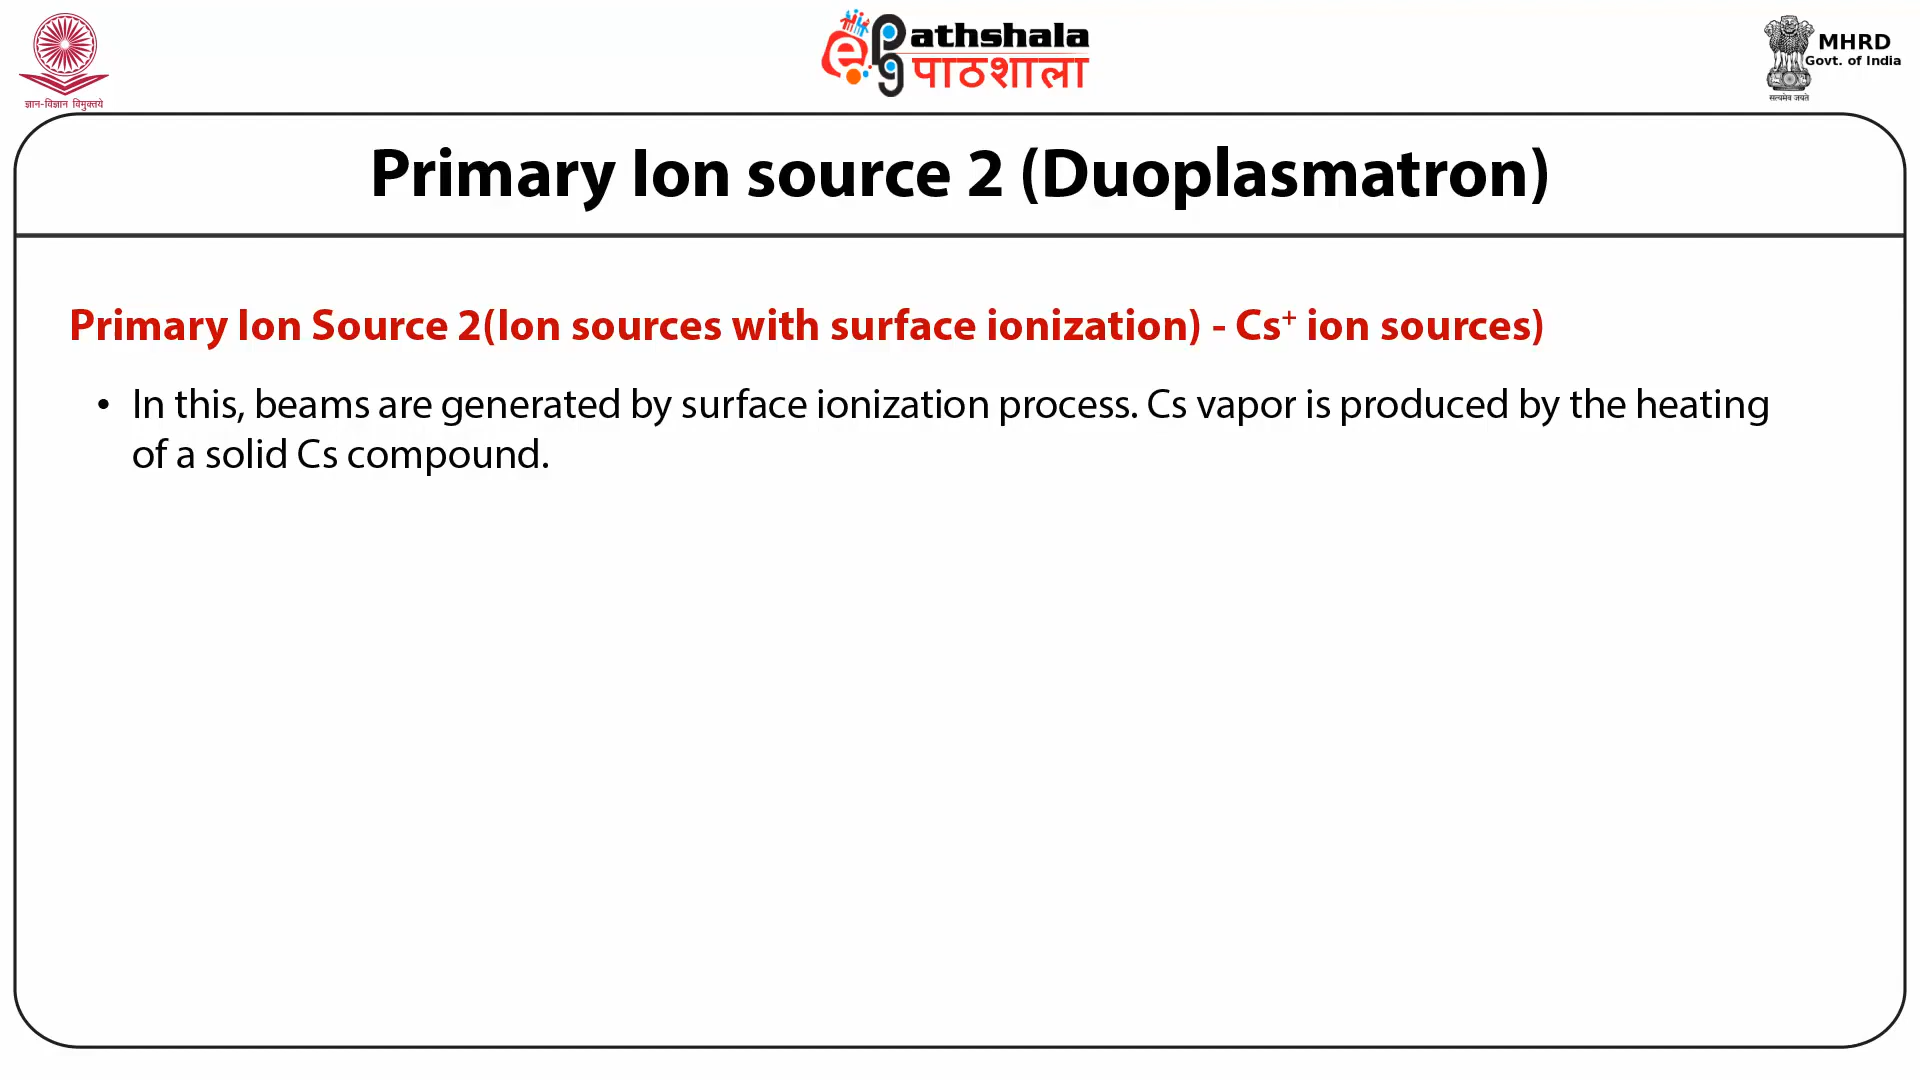 ज्ञान-विज्ञान विमुक्तये
e Pg
athshala
पाठशाला
MHRD
Govt. of India
सत्यमेव जयते
Primary Ion source 2 (Duoplasmatron)
Primary Ion Source 2(Ion sources with surface ionization) - Cs⁺ ion sources)
• In this, beams are generated by surface ionization process. Cs vapor is produced by the heating
of a solid Cs compound.